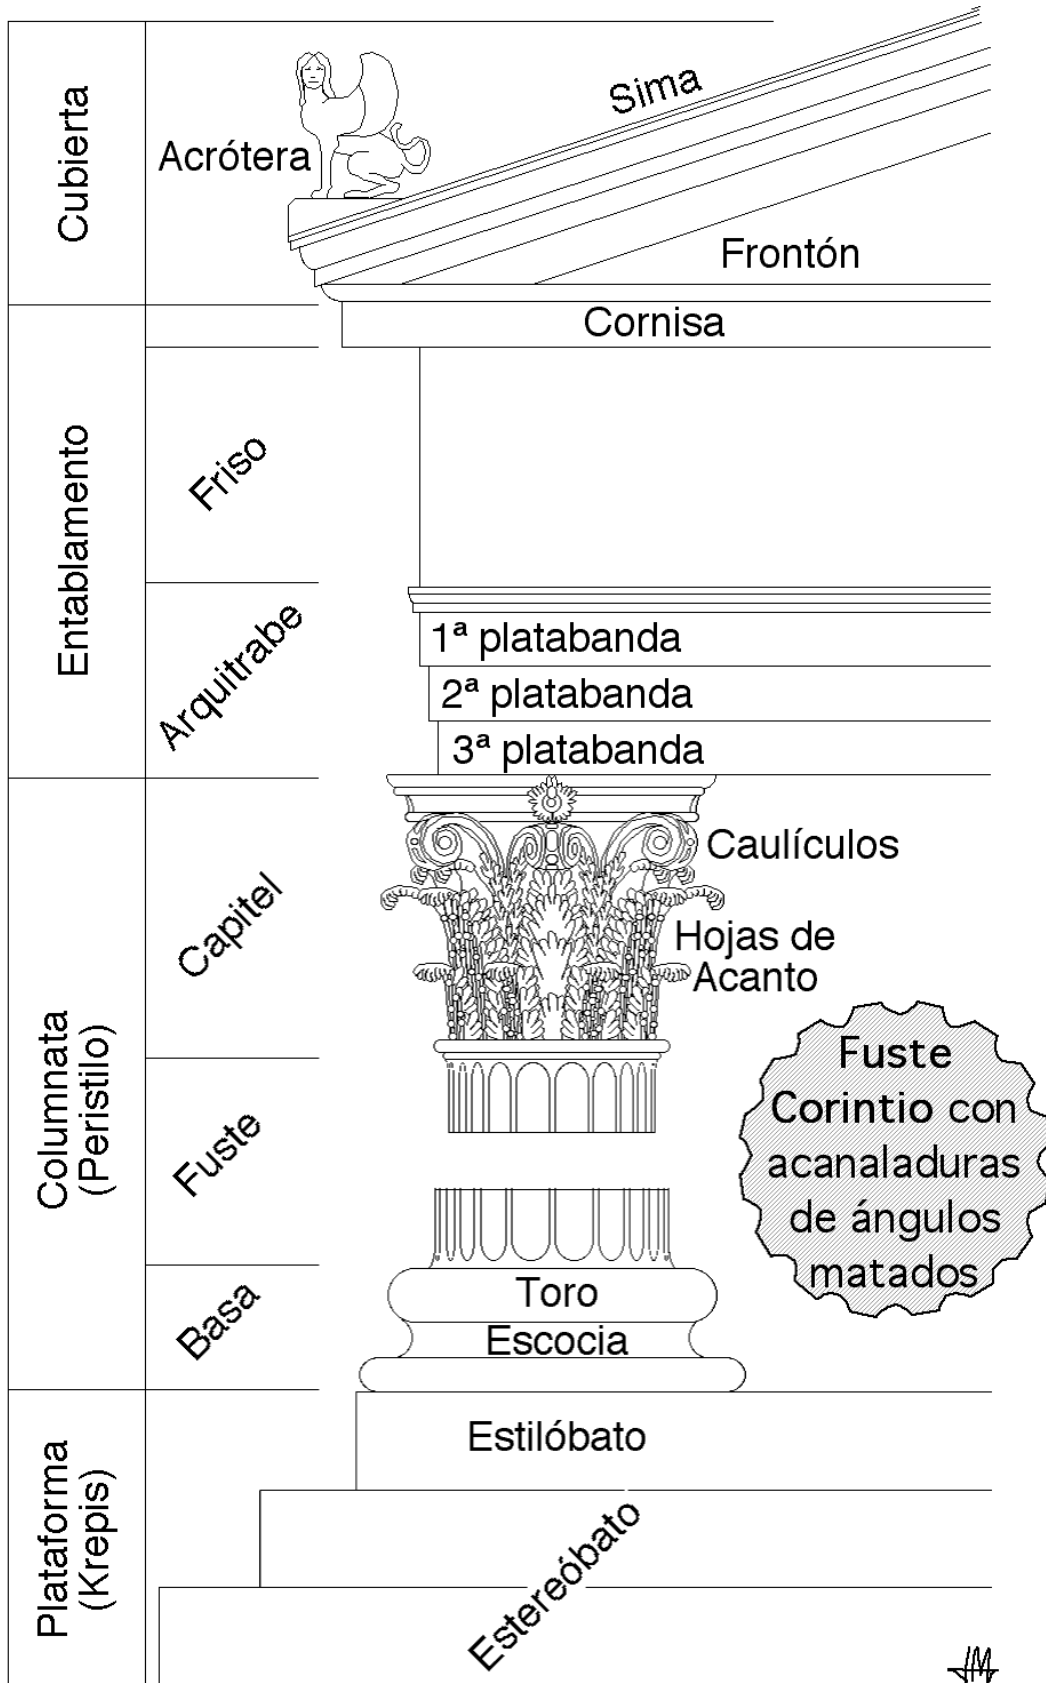 Cubierta
Acrótera
Sima
Frontón
Cornisa
Entablamento
Friso
Arquitrabe
1ª platabanda
2ª platabanda
3ª platabanda
Columnata
(Peristilo)
Capitel
Caulículos
Hojas de
Acanto
Fuste
Fuste
Corintio con
acanaladuras
de ángulos
matados
Basa
Toro
Escocia
Plataforma
(Krepis)
Estilóbato
Estereóbato